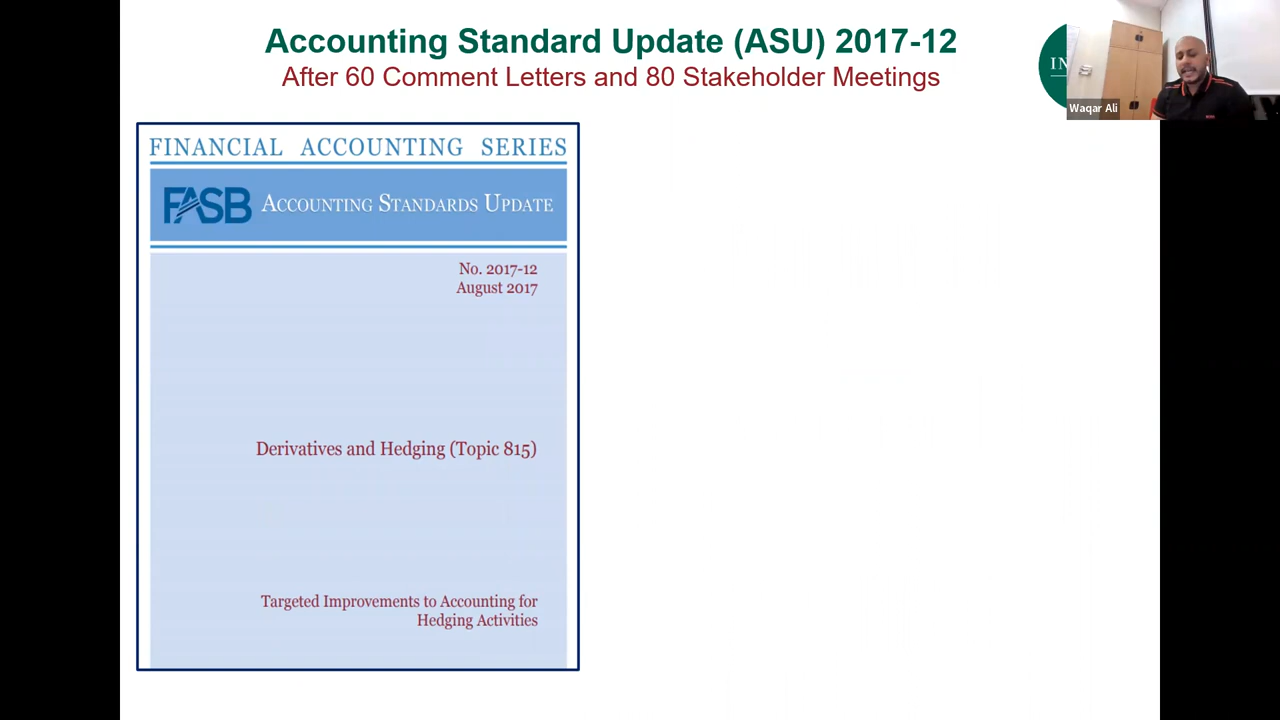 Accounting Standard Update (ASU) 2017-12
After 60 Comment Letters and 80 Stakeholder Meetings
Waqar Ali
FINANCIAL ACCOUNTING SERIES
FASB ACCOUNTING STANDARDS UPDATE
No. 2017-12
August 2017
Derivatives and Hedging (Topic 815)
Targeted Improvements to Accounting for
Hedging Activities